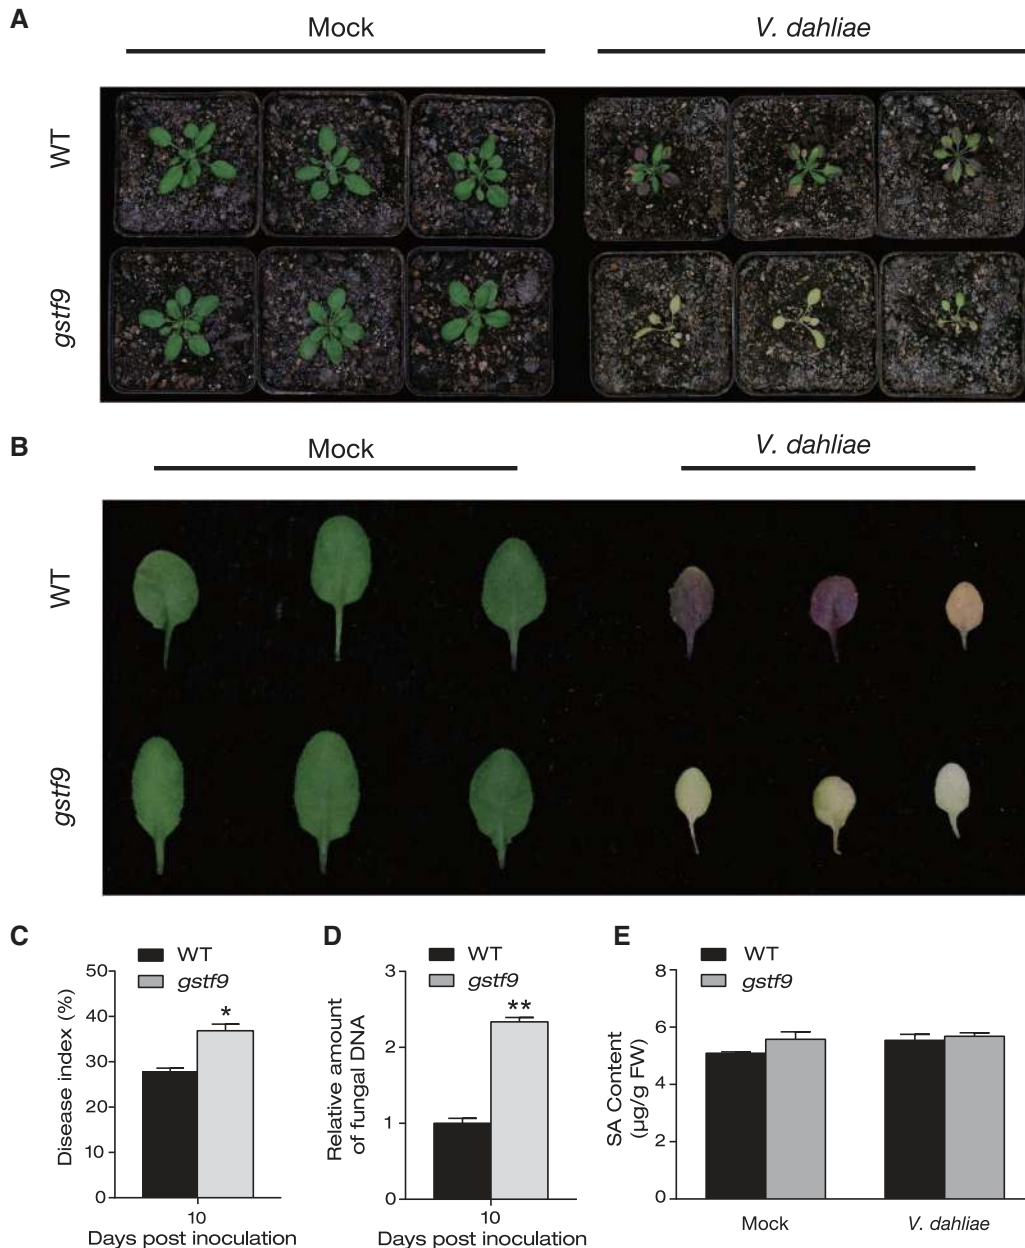 A
Mock
V. dahliae
WT
gstf9
B
Mock
V. dahliae
WT
gstf9
C
WT
gstf9
Disease index (%)
50
40
30
20
10
0
*
10
Days post inoculation
D
WT
gstf9
Relative amount
of fungal DNA
3
2
1
0
**
10
Days post inoculation
E
WT
gstf9
SA Content
(µg/g FW)
8
6
4
2
0
Mock
V. dahliae